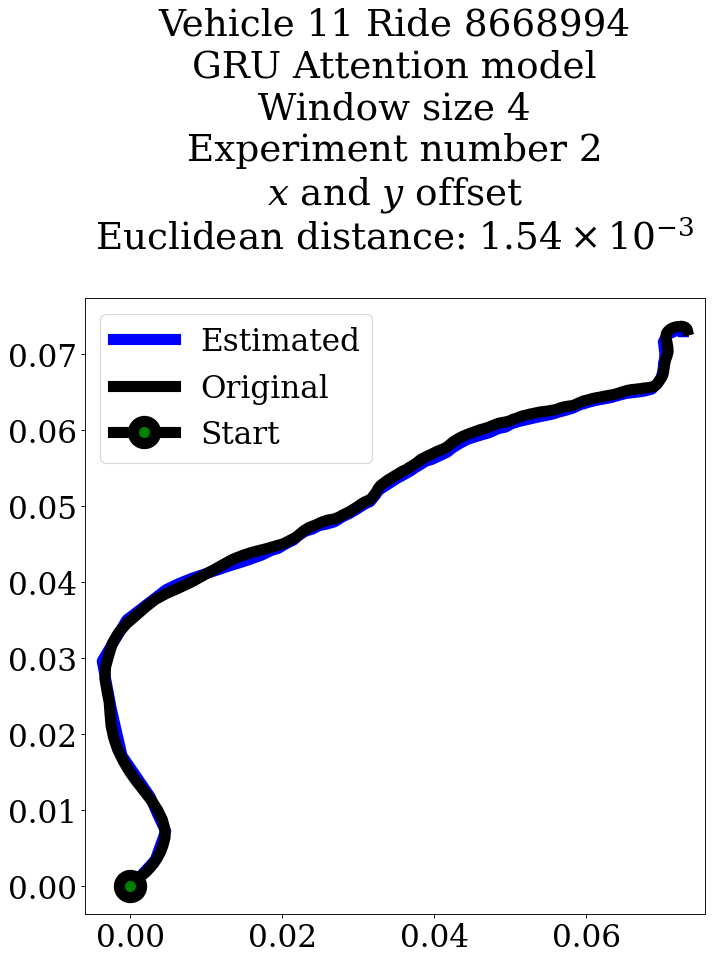 Vehicle 11 Ride 8668994
GRU Attention model
Window size 4
Experiment number 2
x and y offset
Euclidean distance: 1.54 × 10⁻³
Estimated
Original
Start
0.07
0.06
0.05
0.04
0.03
0.02
0.01
0.00
0.00 0.02 0.04 0.06